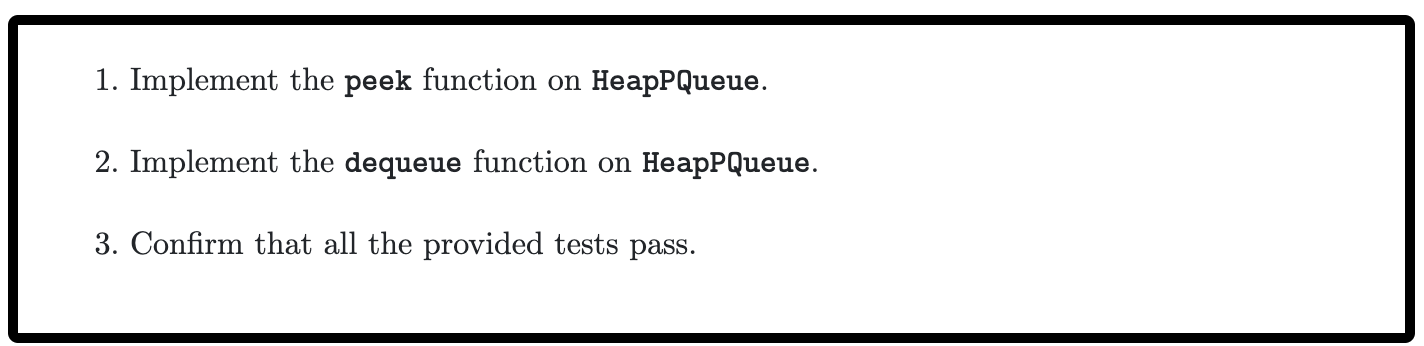 1. Implement the peek function on HeapPQueue.
2. Implement the dequeue function on HeapPQueue.
3. Confirm that all the provided tests pass.